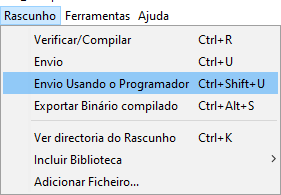 Rascunho Ferramentas Ajuda
Verificar/Compilar Ctrl+R
Envio Ctrl+U
Envio Usando o Programador Ctrl+Shift+U
Exportar Binário compilado Ctrl+Alt+S
Ver directoria do Rascunho Ctrl+K
Incluir Biblioteca
Adicionar Ficheiro...